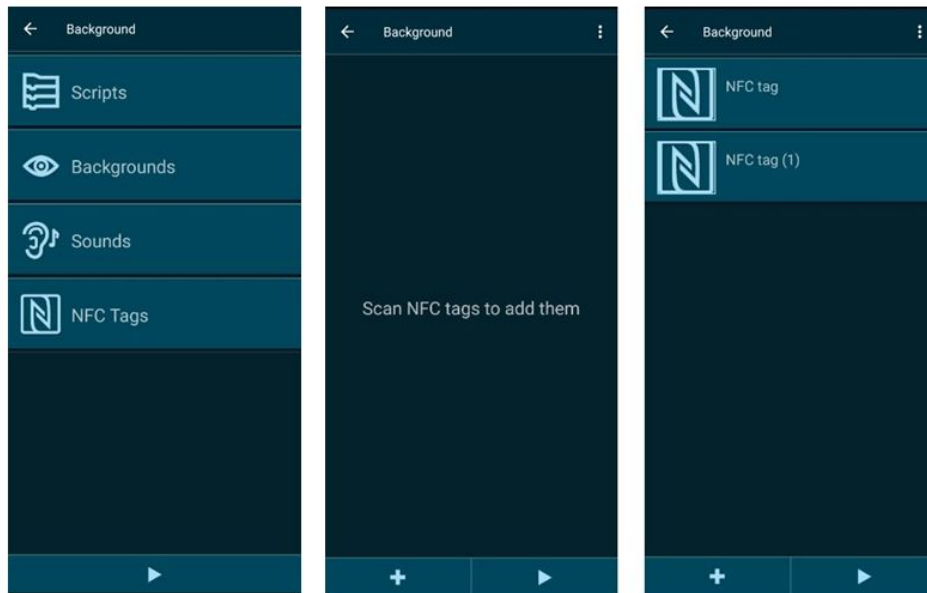 Background
Scripts
Backgrounds
Sounds
NFC Tags
Background
Scan NFC tags to add them
Background
NFC tag
NFC tag (1)